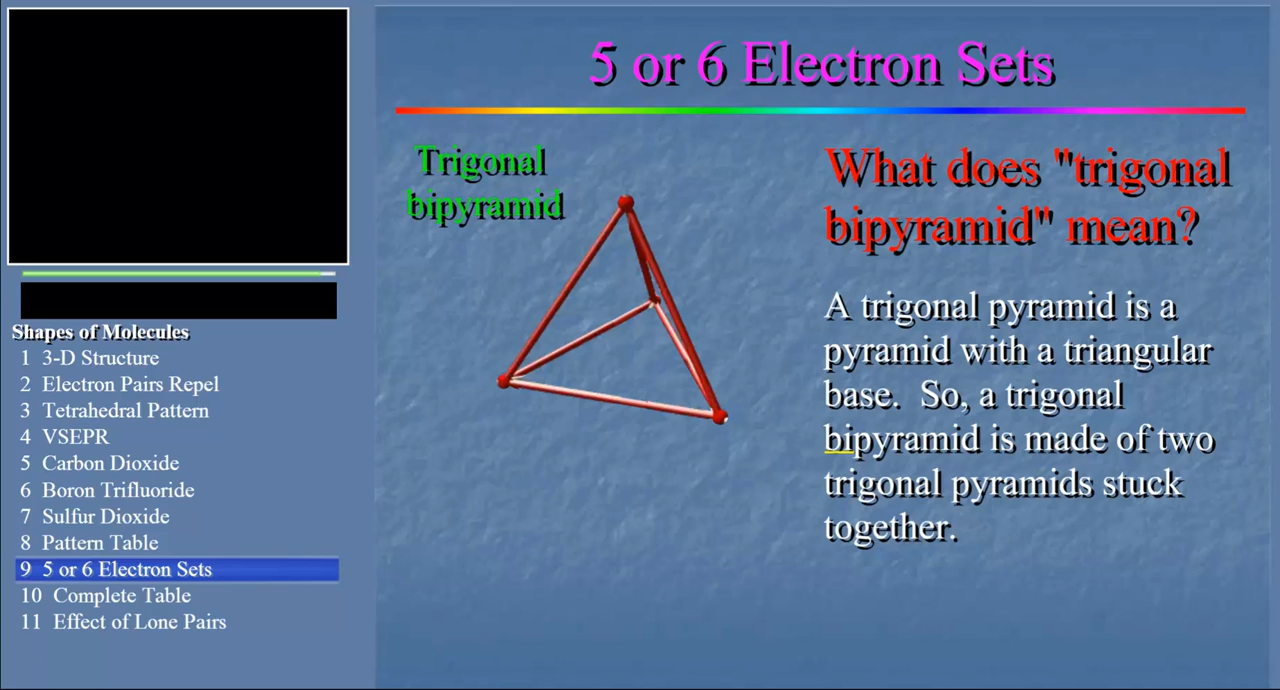 5 or 6 Electron Sets
Trigonal
bipyramid
What does "trigonal
bipyramid" mean?
A trigonal pyramid is a
pyramid with a triangular
base. So, a trigonal
bipyramid is made of two
trigonal pyramids stuck
together.
Shapes of Molecules
1 3-D Structure
2 Electron Pairs Repel
3 Tetrahedral Pattern
4 VSEPR
5 Carbon Dioxide
6 Boron Trifluoride
7 Sulfur Dioxide
8 Pattern Table
9 5 or 6 Electron Sets
10 Complete Table
11 Effect of Lone Pairs